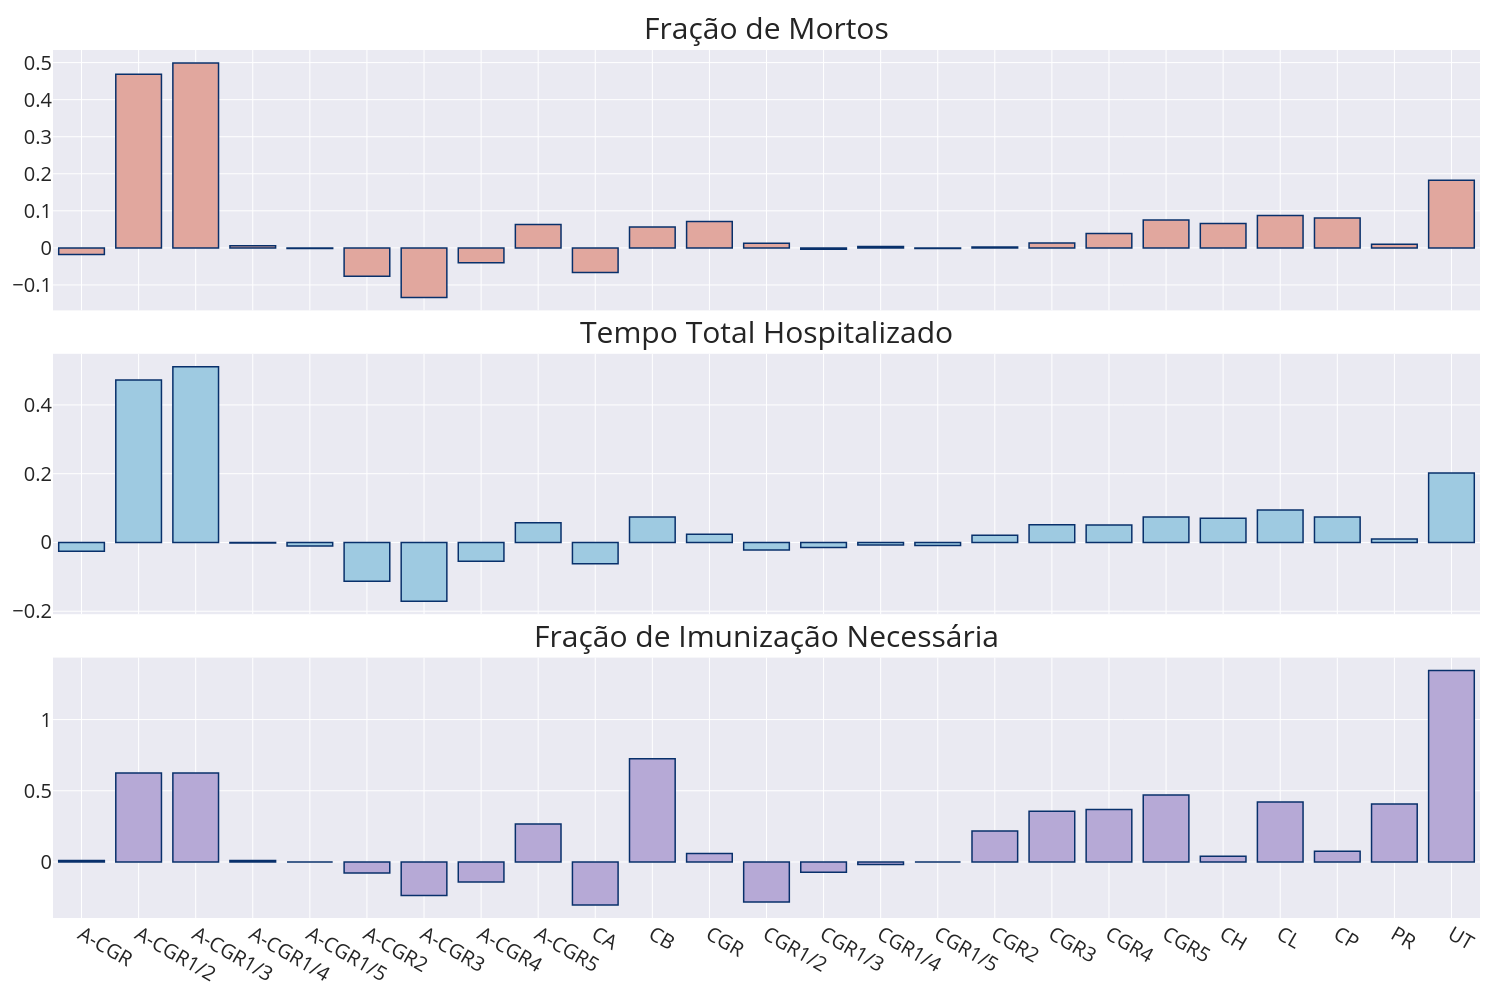 Fração de Mortos
0.5
0.4
0.3
0.2
0.1
0
−0.1
Tempo Total Hospitalizado
0.4
0.2
0
−0.2
Fração de Imunização Necessária
1
0.5
0
A-CGR
A-CGR1/2
A-CGR1/3
A-CGR1/4
A-CGR1/5
A-CGR2
A-CGR3
A-CGR4
A-CGR5
CA
CB
CGR
CGR1/2
CGR1/3
CGR1/4
CGR1/5
CGR2
CGR3
CGR4
CGR5
CH
CL
CP
PR
UT